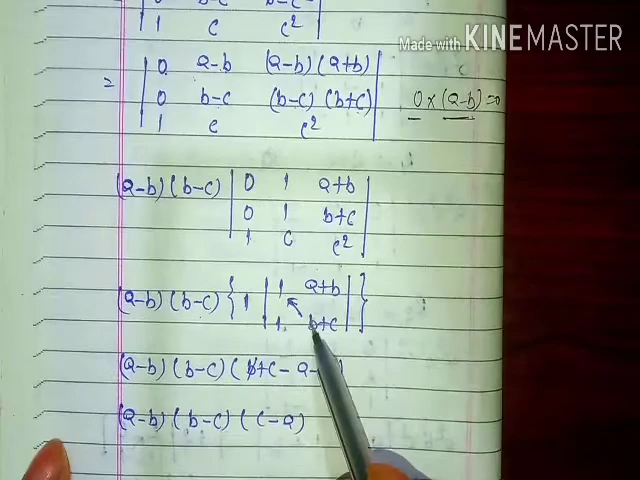 1 c c²
Made with KINEMASTER
0 a-b (a-b)(a+b)
= 0 b-c (b-c) (b+c) 0 × (a-b) = 0
1 c c²
(a-b) (b-c) | 0 1 a+b |
| 0 1 b+c |
| 1 c c² |
(a-b) (b-c) { 1 | 1 a+b | }
| 1 b+c |
(a-b) (b-c) (b+c-a-
(a-b) (b-c) (c-a)